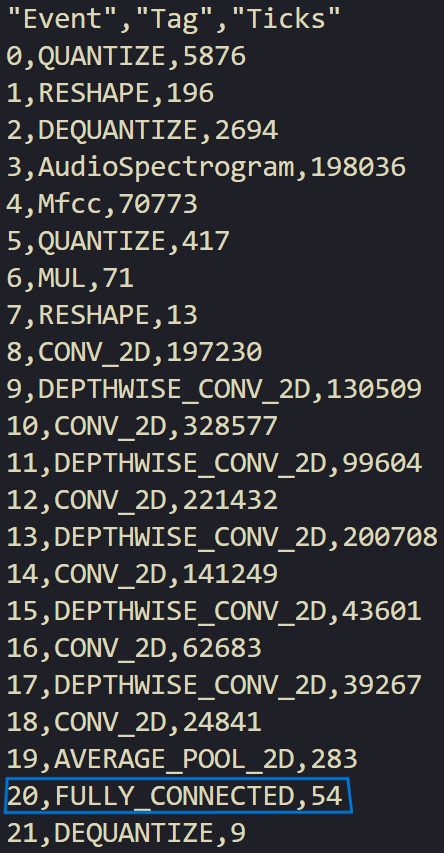 "Event","Tag","Ticks"
0,QUANTIZE,5876
1,RESHAPE,196
2,DEQUANTIZE,2694
3,AudioSpectrogram,198036
4,Mfcc,70773
5,QUANTIZE,417
6,MUL,71
7,RESHAPE,13
8,CONV_2D,197230
9,DEPTHWISE_CONV_2D,130509
10,CONV_2D,328577
11,DEPTHWISE_CONV_2D,99604
12,CONV_2D,221432
13,DEPTHWISE_CONV_2D,200708
14,CONV_2D,141249
15,DEPTHWISE_CONV_2D,43601
16,CONV_2D,62683
17,DEPTHWISE_CONV_2D,39267
18,CONV_2D,24841
19,AVERAGE_POOL_2D,283
20,FULLY_CONNECTED,54
21,DEQUANTIZE,9